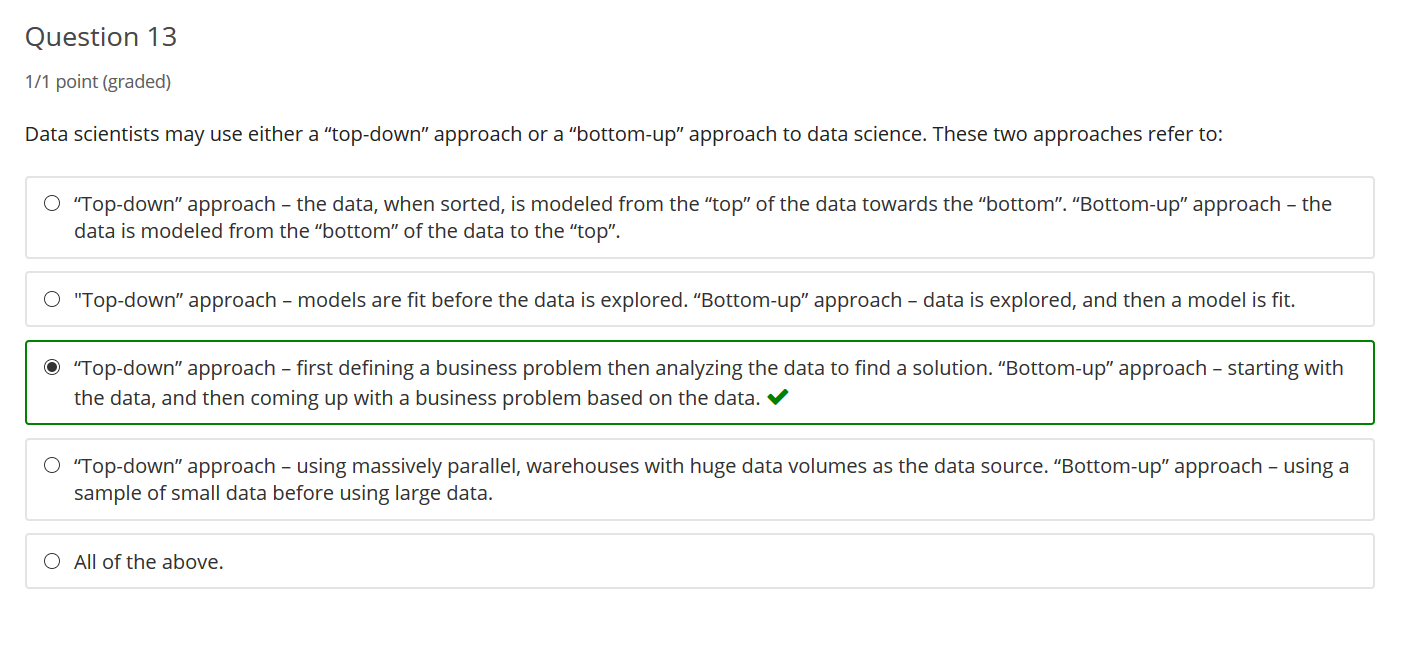 Question 13
1/1 point (graded)
Data scientists may use either a “top-down” approach or a “bottom-up” approach to data science. These two approaches refer to:
“Top-down” approach – the data, when sorted, is modeled from the “top” of the data towards the “bottom”. “Bottom-up” approach – the
data is modeled from the “bottom” of the data to the “top”.
"Top-down” approach – models are fit before the data is explored. “Bottom-up” approach – data is explored, and then a model is fit.
“Top-down” approach – first defining a business problem then analyzing the data to find a solution. “Bottom-up” approach – starting with
the data, and then coming up with a business problem based on the data.
“Top-down” approach – using massively parallel, warehouses with huge data volumes as the data source. “Bottom-up” approach – using a
sample of small data before using large data.
All of the above.